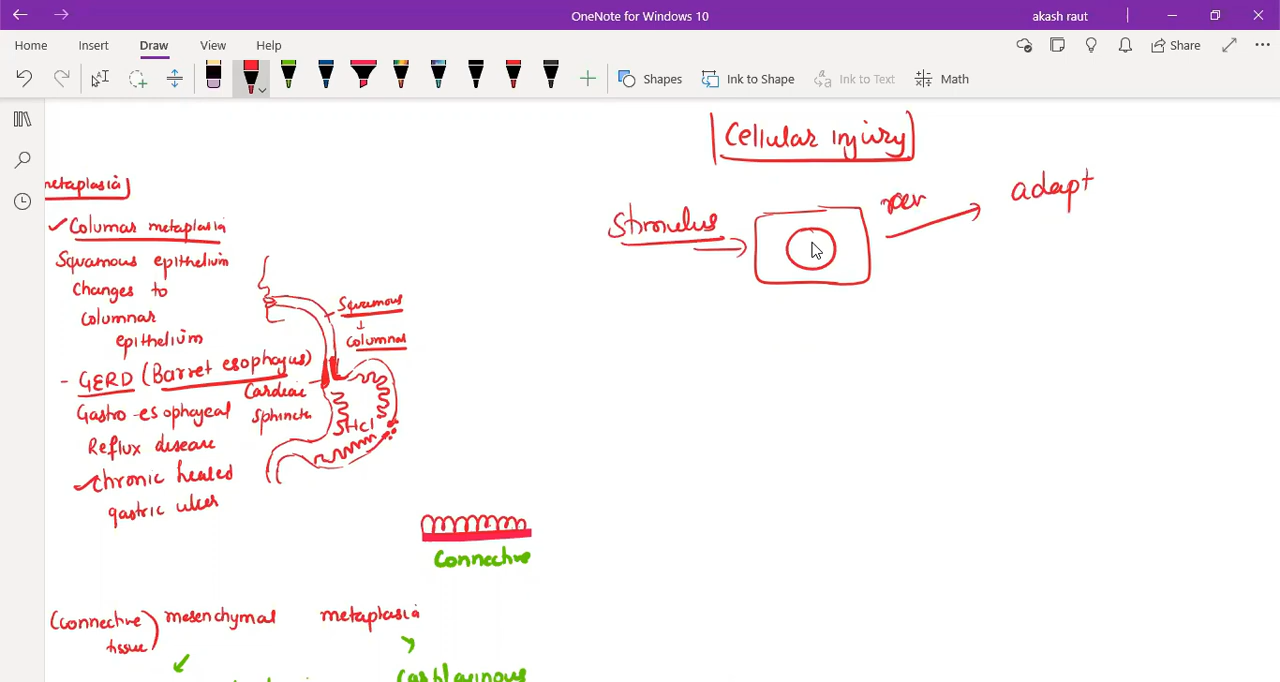 OneNote for Windows 10
akash raut
Home Insert Draw View Help
Share
Shapes Ink to Shape Ink to Text Math
Cellular injury
Stimulus
adapt
metaplasia
Columar metaplasia
Squamous epithelium
Changes to
columnar
epithelium
- GERD (Barret esophagus)
Gastro-esophageal
Reflux disease
chronic healed
gastric ulcer
Squamous
↓
columnar
Cardiac
sphincter
HCl
Connective
(connective
tissue)
mesenchymal metaplasia
Cartilaginous